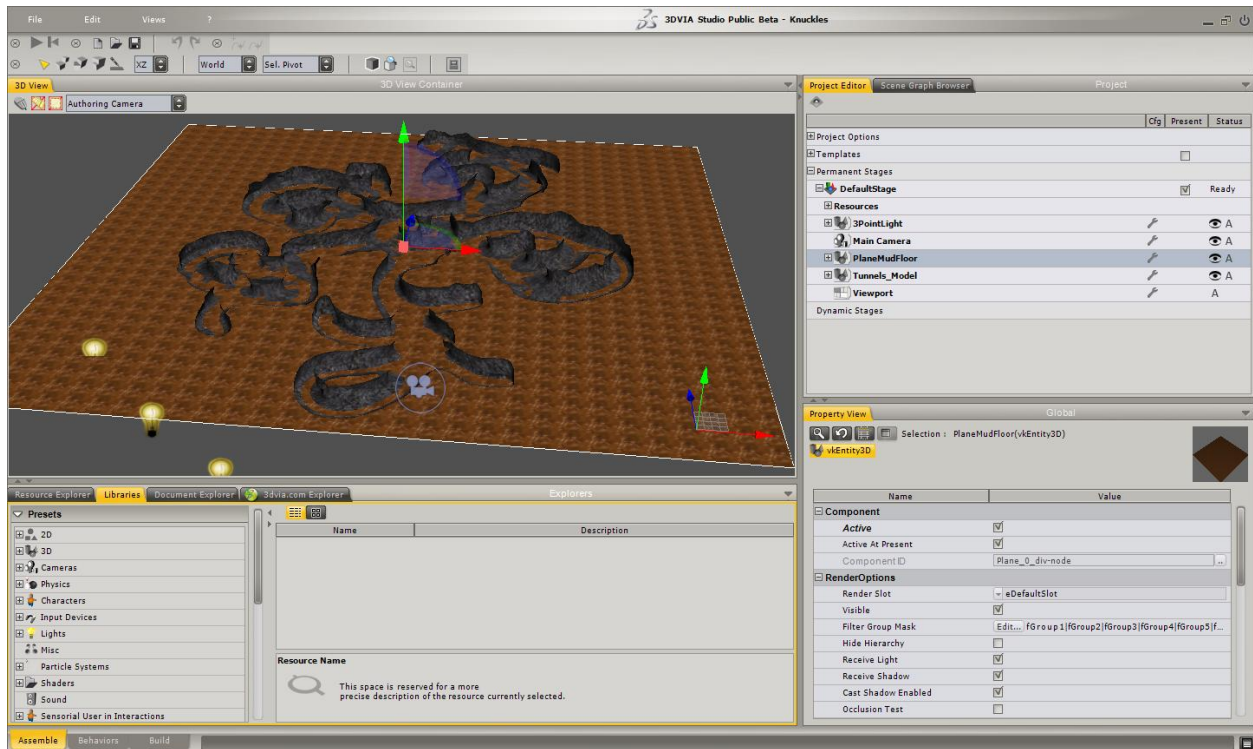 File Edit Views ?
3DVIA Studio Public Beta - Knuckles
XZ World Sel. Pivot
3D View 3D View Container
Authoring Camera
Project Editor Scene Graph Browser Project
Cfg Present Status
Project Options
Templates
Permanent Stages
DefaultStage Ready
Resources
3PointLight A
Main Camera A
PlaneMudFloor A
Tunnels_Model A
Viewport A
Dynamic Stages
Property View Global
Selection : PlaneMudFloor(vkEntity3D)
vkEntity3D
Name Value
Component
Active
Active At Present
Component ID Plane_0_div-node
RenderOptions
Render Slot eDefaultSlot
Visible
Filter Group Mask Edit... fGroup1|fGroup2|fGroup3|fGroup4|fGroup5|f...
Hide Hierarchy
Receive Light
Receive Shadow
Cast Shadow Enabled
Occlusion Test
Resource Explorer Libraries Document Explorer 3dvia.com Explorer Explorers
Presets
2D
3D
Cameras
Physics
Characters
Input Devices
Lights
Misc
Particle Systems
Shaders
Sound
Sensorial User in Interactions
Name Description
Resource Name
This space is reserved for a more
precise description of the resource currently selected.
Assemble Behaviors Build